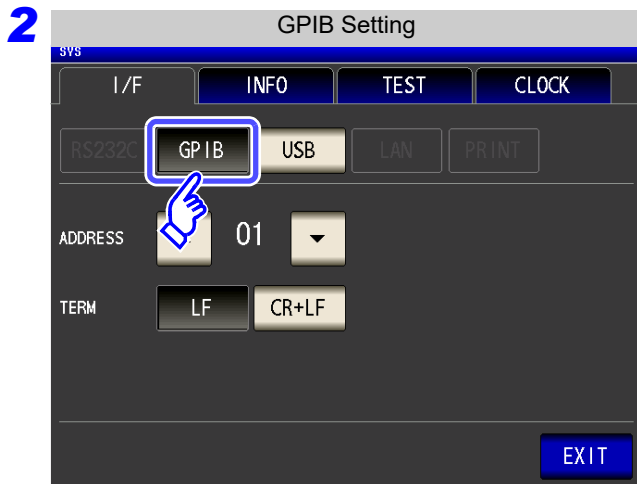 2
GPIB Setting
SYS
I/F INFO TEST CLOCK
RS232C GPIB USB LAN PRINT
ADDRESS 01
TERM LF CR+LF
EXIT